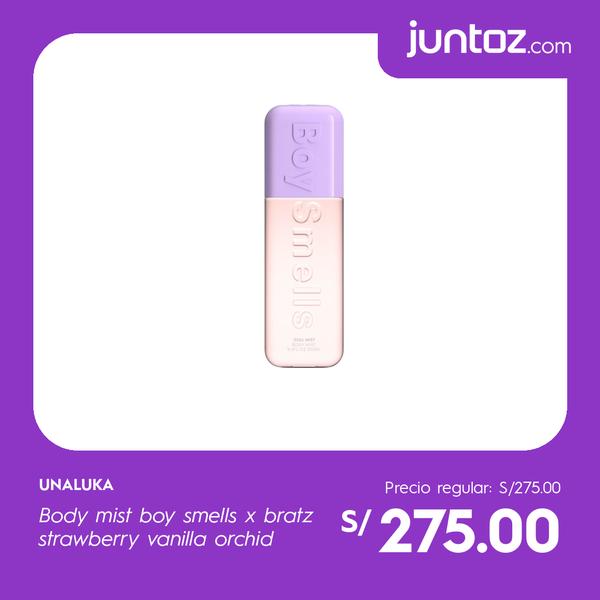 juntoz.com
Boy Smells
UNALUKA
Body mist boy smells x bratz
strawberry vanilla orchid
Precio regular: S/275.00
S/ 275.00